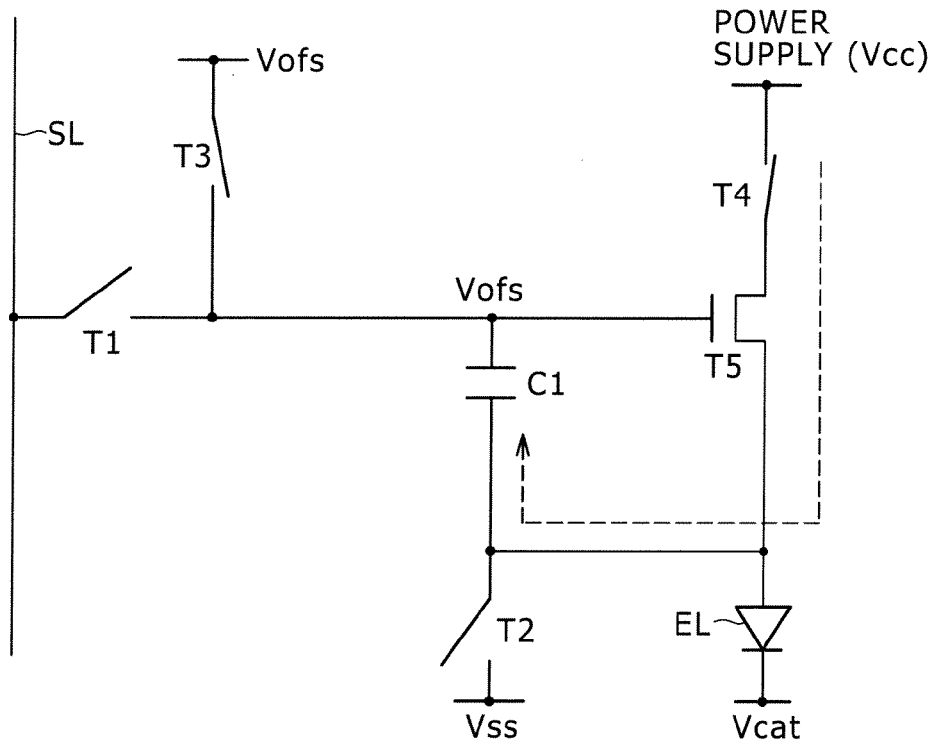 POWER
SUPPLY (Vcc)
Vofs
SL
T3
T4
Vofs
T1
T5
C1
T2
EL
Vss
Vcat